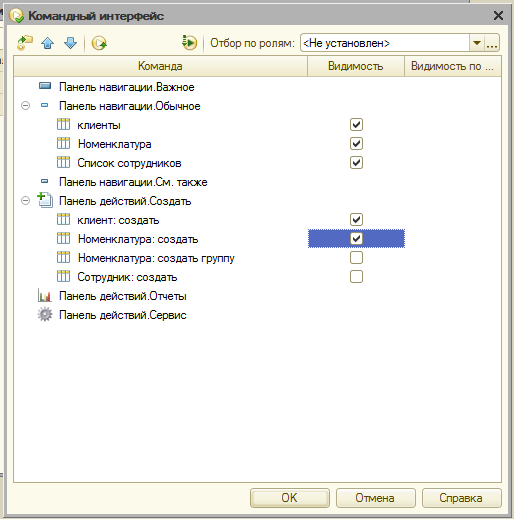 Командный интерфейс
Отбор по ролям: <Не установлен>
Команда Видимость Видимость по ...
Панель навигации.Важное
Панель навигации.Обычное
клиенты
Номенклатура
Список сотрудников
Панель навигации.См. также
Панель действий.Создать
клиент: создать
Номенклатура: создать
Номенклатура: создать группу
Сотрудник: создать
Панель действий.Отчеты
Панель действий.Сервис
OK Отмена Справка